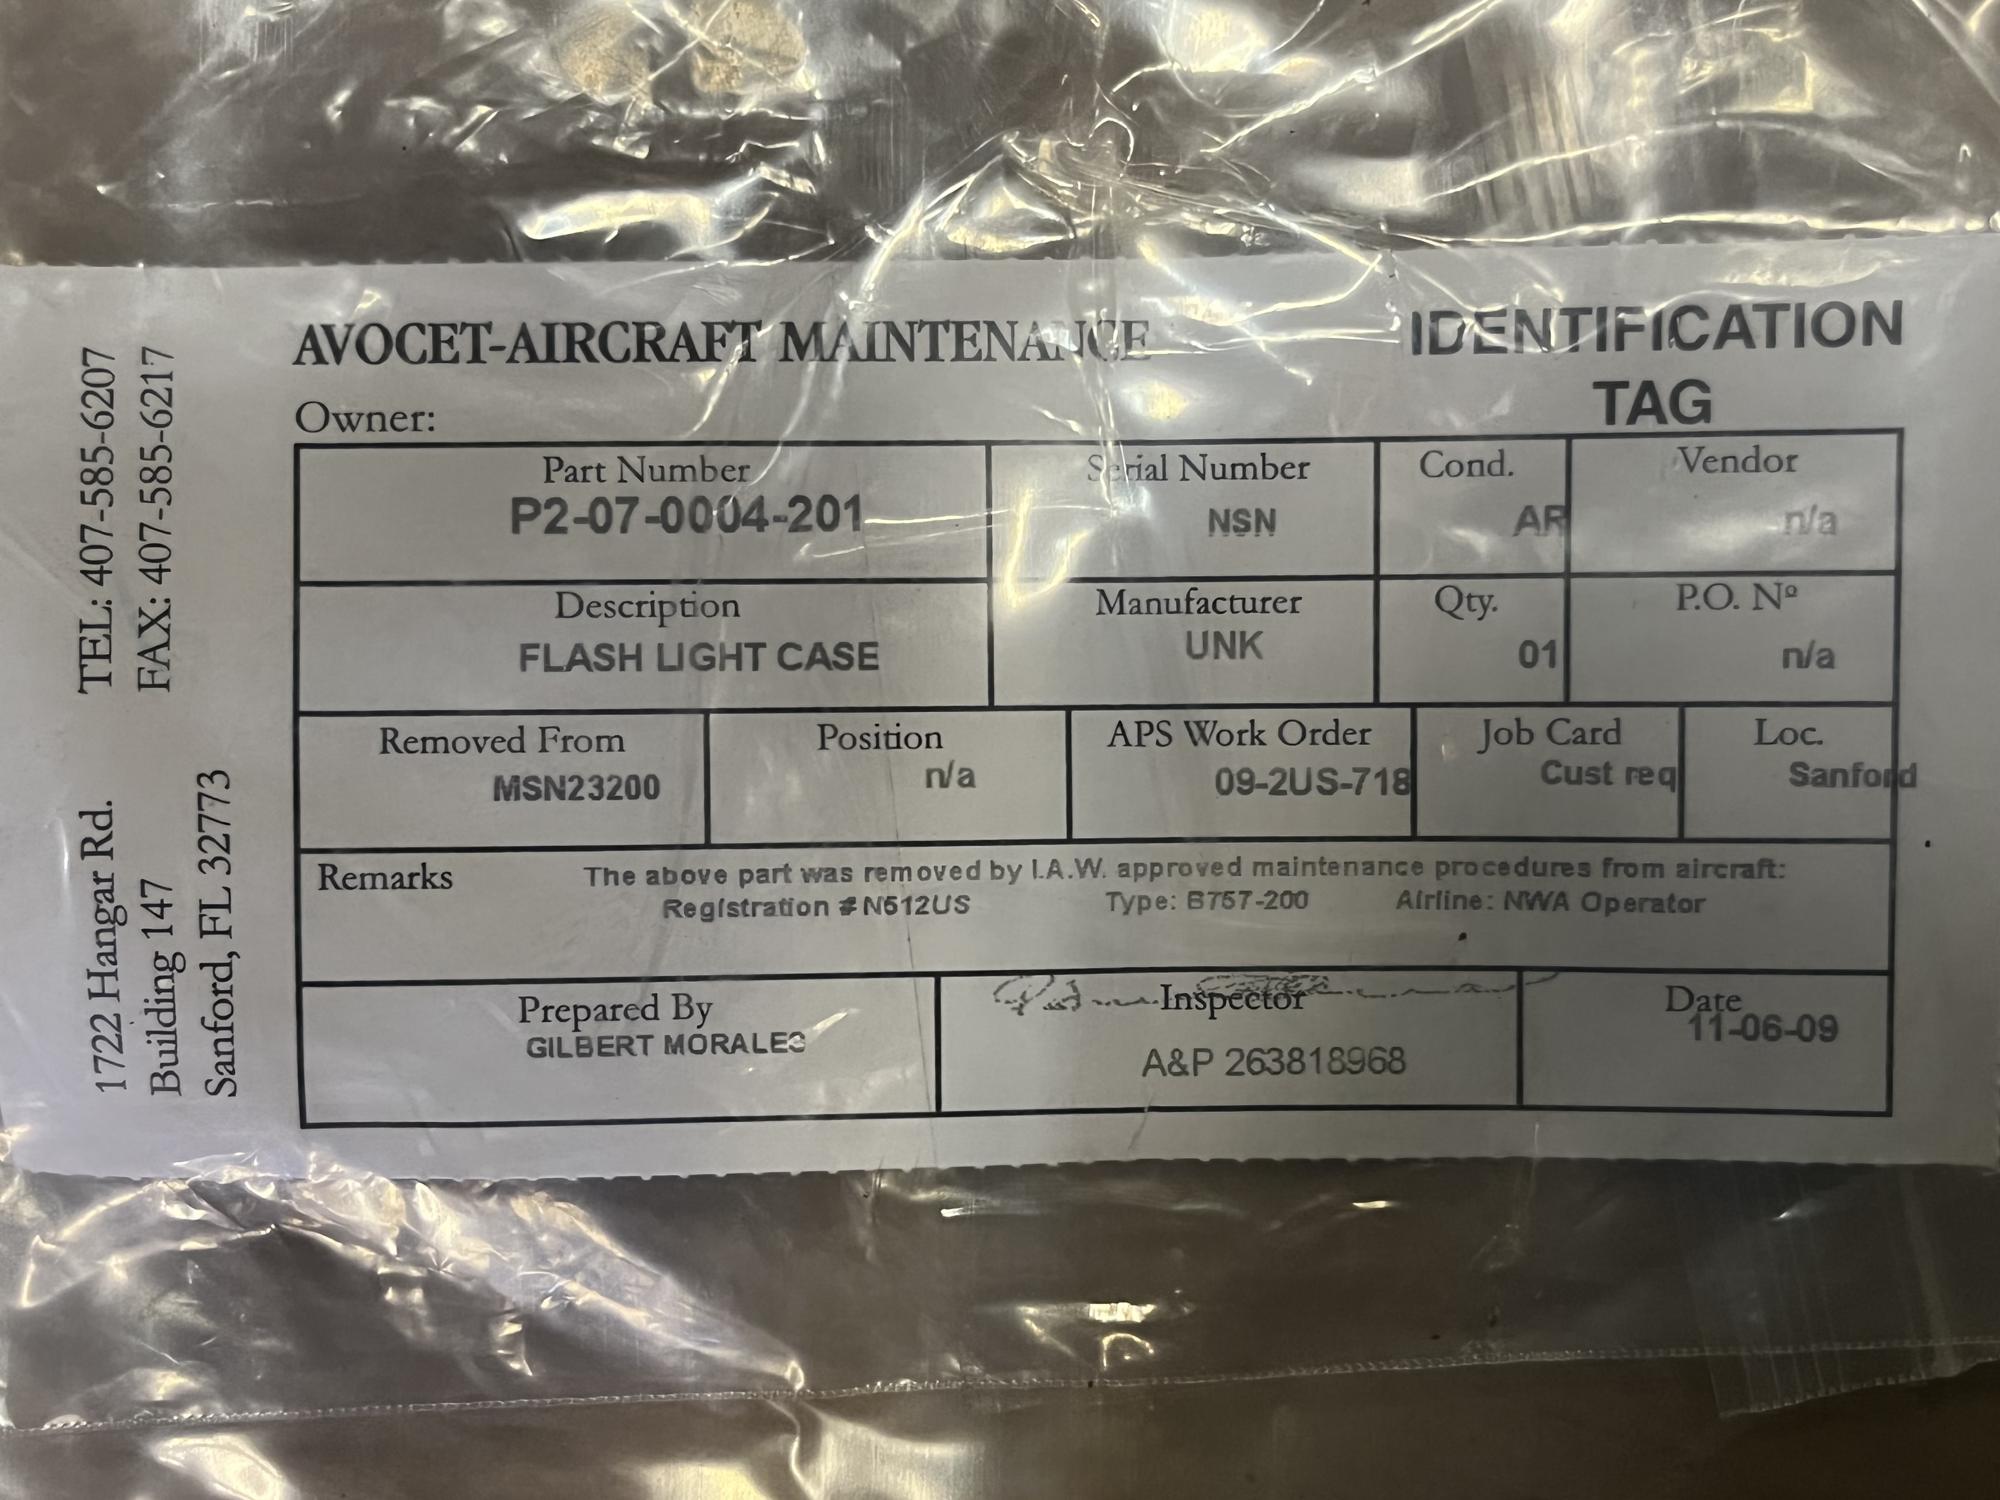 AVOCET-AIRCRAFT MAINTENANCE
IDENTIFICATION
TAG
Owner:
Part Number
P2-07-0004-201
Serial Number
NSN
Cond.
AR
Vendor
n/a
Description
FLASH LIGHT CASE
Manufacturer
UNK
Qty.
01
P.O. Nº
n/a
Removed From
MSN23200
Position
n/a
APS Work Order
09-2US-718
Job Card
Cust req
Loc.
Sanford
Remarks
The above part was removed by I.A.W. approved maintenance procedures from aircraft:
Registration # N512US Type: B757-200 Airline: NWA Operator
Prepared By
GILBERT MORALES
Inspector
A&P 263818968
Date
11-06-09
TEL: 407-585-6207
FAX: 407-585-6217
1722 Hangar Rd.
Building 147
Sanford, FL 32773